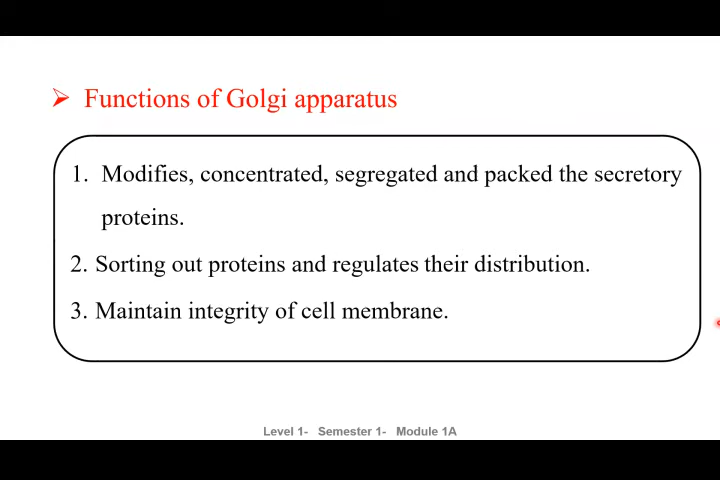 Functions of Golgi apparatus
1. Modifies, concentrated, segregated and packed the secretory
proteins.
2. Sorting out proteins and regulates their distribution.
3. Maintain integrity of cell membrane.
Level 1- Semester 1- Module 1A